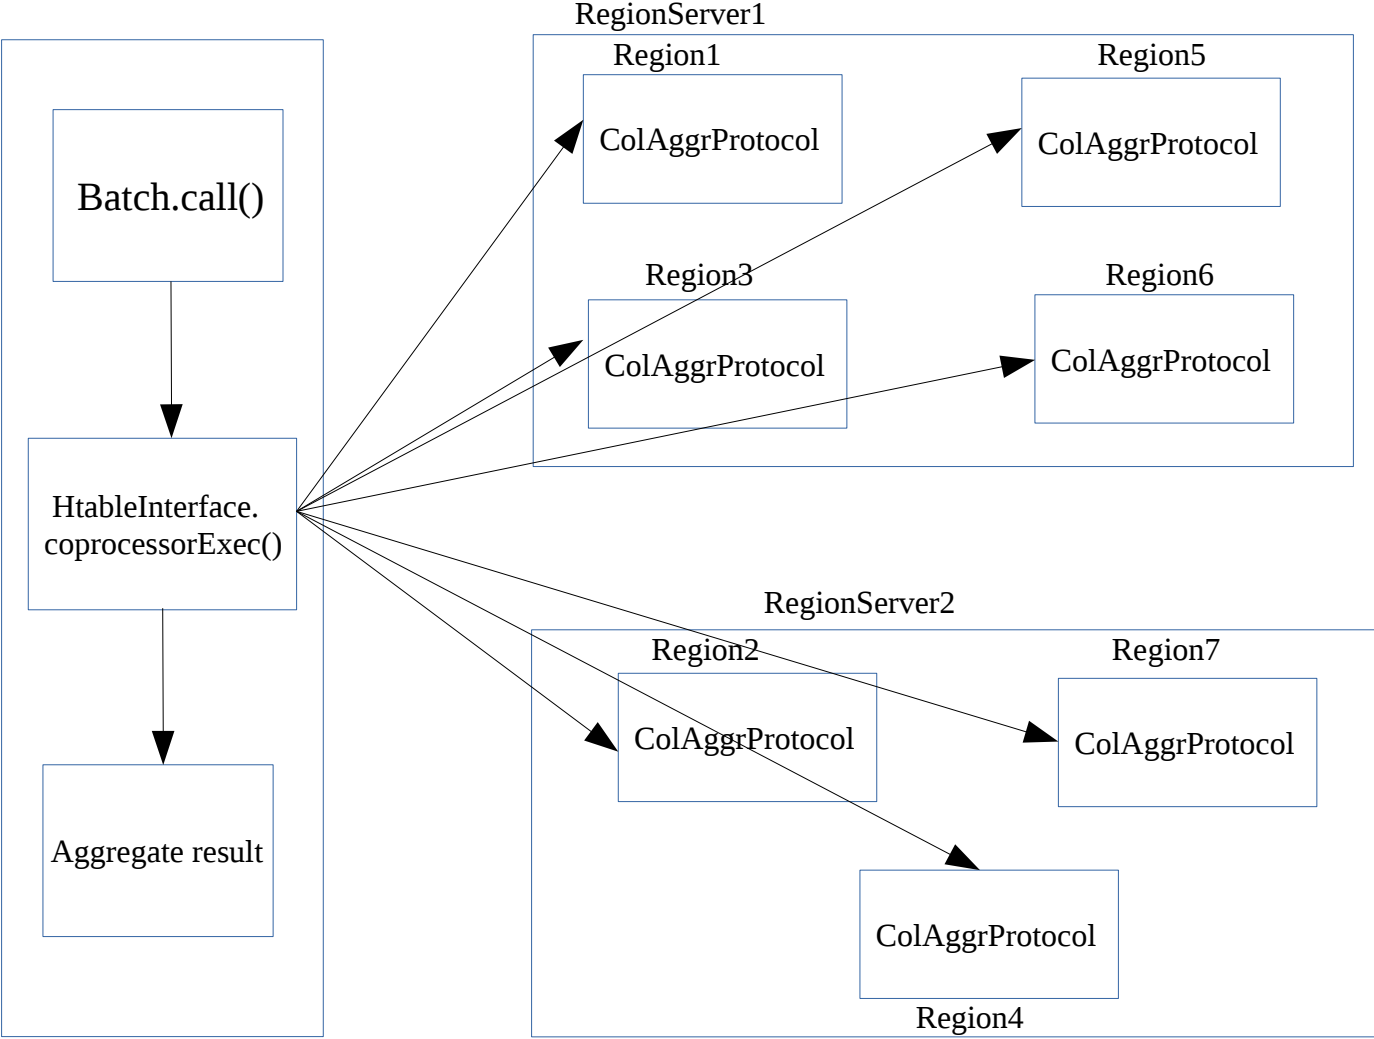 Batch.call()
HtableInterface.
coprocessorExec()
Aggregate result
RegionServer1
Region1
ColAggrProtocol
Region5
ColAggrProtocol
Region3
ColAggrProtocol
Region6
ColAggrProtocol
RegionServer2
Region2
ColAggrProtocol
Region7
ColAggrProtocol
ColAggrProtocol
Region4